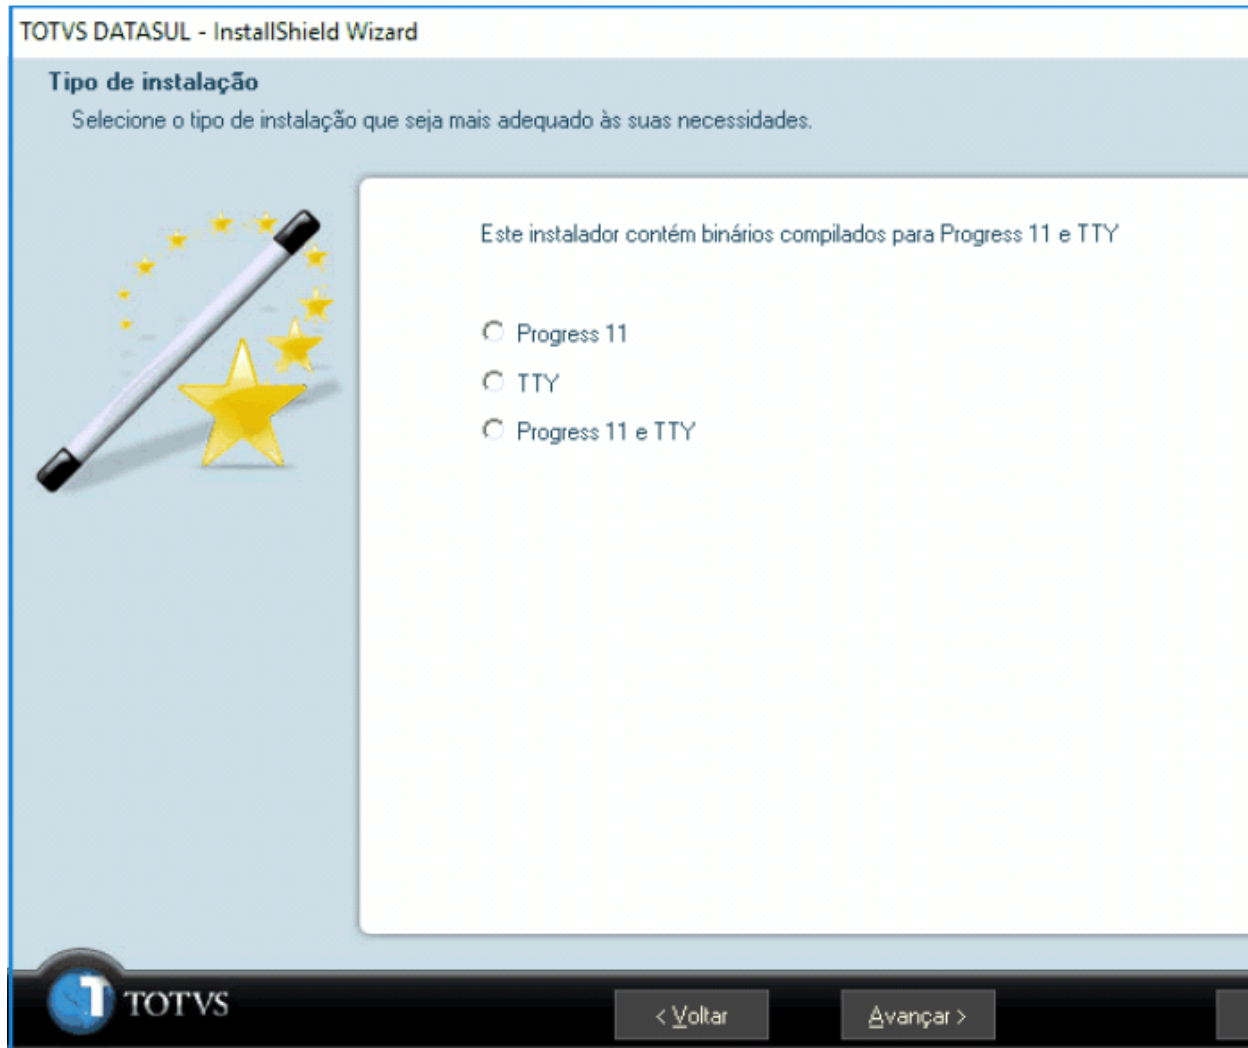 TOTVS DATASUL - InstallShield Wizard
Tipo de instalação
Selecione o tipo de instalação que seja mais adequado às suas necessidades.
Este instalador contém binários compilados para Progress 11 e TTY
Progress 11
TTY
Progress 11 e TTY
TOTVS
< Voltar
Avançar >